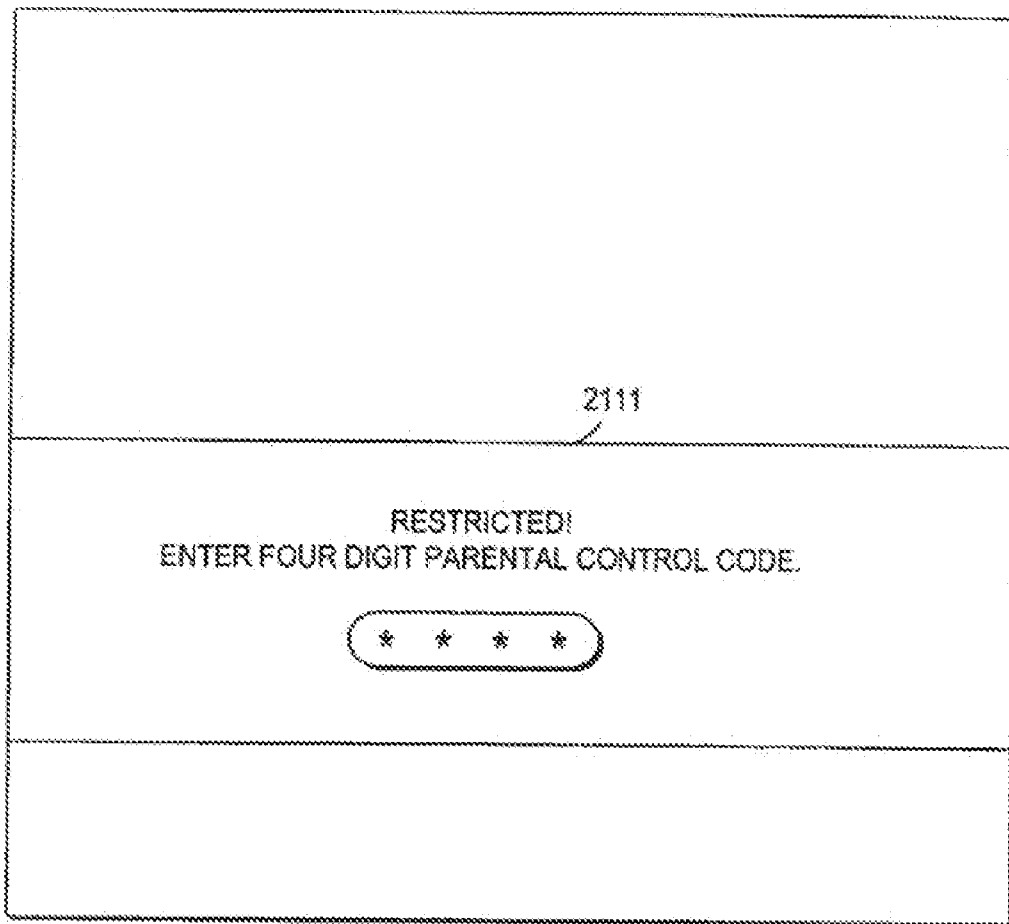 2111
RESTRICTED!
ENTER FOUR DIGIT PARENTAL CONTROL CODE.
* * * *